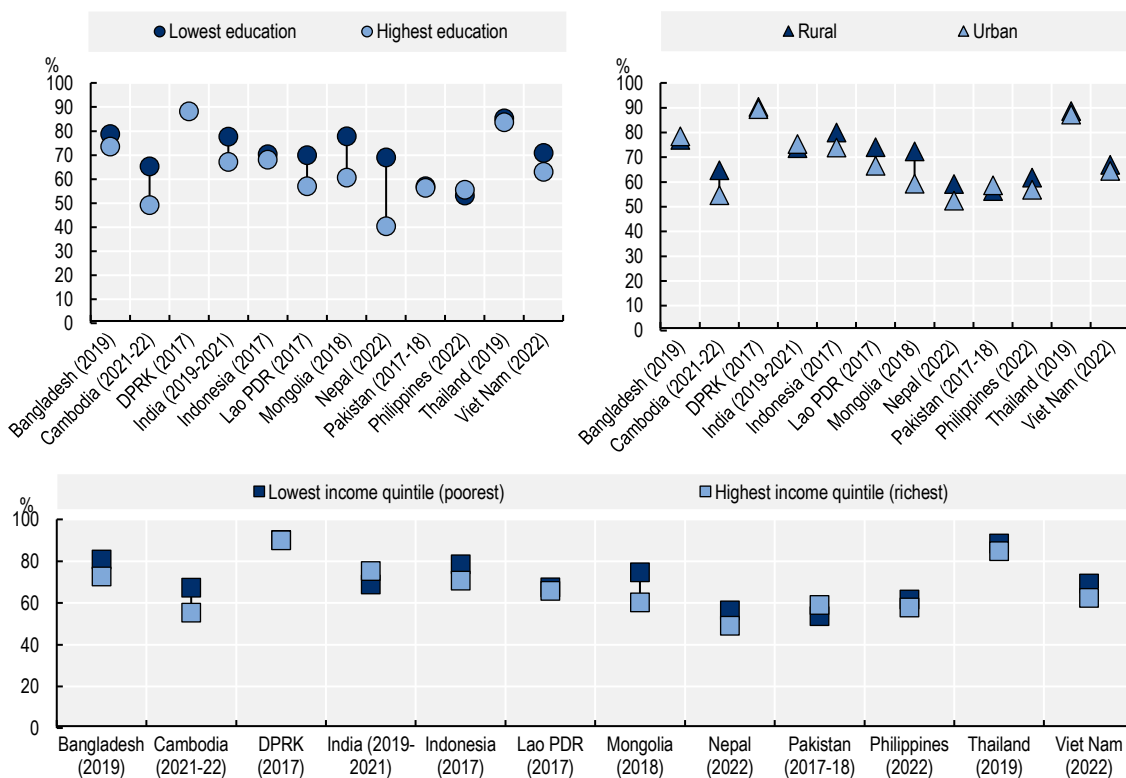 Lowest education Highest education
%
100
90
80
70
60
50
40
30
20
10
0
Bangladesh (2019)
Cambodia (2021-22)
DPRK (2017)
India (2019-2021)
Indonesia (2017)
Lao PDR (2017)
Mongolia (2018)
Nepal (2022)
Pakistan (2017-18)
Philippines (2022)
Thailand (2019)
Viet Nam (2022)
Rural Urban
%
100
90
80
70
60
50
40
30
20
10
0
Bangladesh (2019)
Cambodia (2021-22)
DPRK (2017)
India (2019-2021)
Indonesia (2017)
Lao PDR (2017)
Mongolia (2018)
Nepal (2022)
Pakistan (2017-18)
Philippines (2022)
Thailand (2019)
Viet Nam (2022)
Lowest income quintile (poorest) Highest income quintile (richest)
%
100
80
60
40
20
0
Bangladesh Cambodia DPRK India (2019- Indonesia Lao PDR Mongolia Nepal Pakistan Philippines Thailand Viet Nam
(2019) (2021-22) (2017) 2021) (2017) (2017) (2018) (2022) (2017-18) (2022) (2019) (2022)